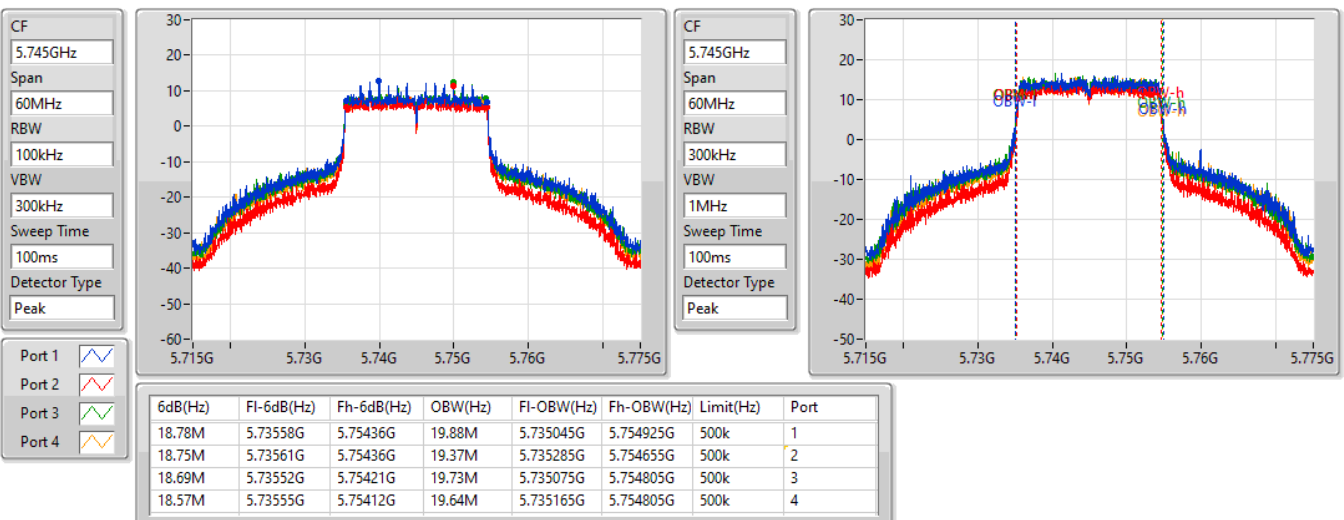 CF
5.745GHz
Span
60MHz
RBW
100kHz
VBW
300kHz
Sweep Time
100ms
Detector Type
Peak
30
20
10
0
-10
-20
-30
-40
-50
-60
5.715G 5.73G 5.74G 5.75G 5.76G 5.775G
CF
5.745GHz
Span
60MHz
RBW
300kHz
VBW
1MHz
Sweep Time
100ms
Detector Type
Peak
30
20
10
0
-10
-20
-30
-40
-50
OBW-h
OBW-h
5.715G 5.73G 5.74G 5.75G 5.76G 5.775G
Port 1
Port 2
Port 3
Port 4
6dB(Hz) Fl-6dB(Hz) Fh-6dB(Hz) OBW(Hz) Fl-OBW(Hz) Fh-OBW(Hz) Limit(Hz) Port
18.78M 5.73558G 5.75436G 19.88M 5.735045G 5.754925G 500k 1
18.75M 5.73561G 5.75436G 19.37M 5.735285G 5.754655G 500k 2
18.69M 5.73552G 5.75421G 19.73M 5.735075G 5.754805G 500k 3
18.57M 5.73555G 5.75412G 19.64M 5.735165G 5.754805G 500k 4